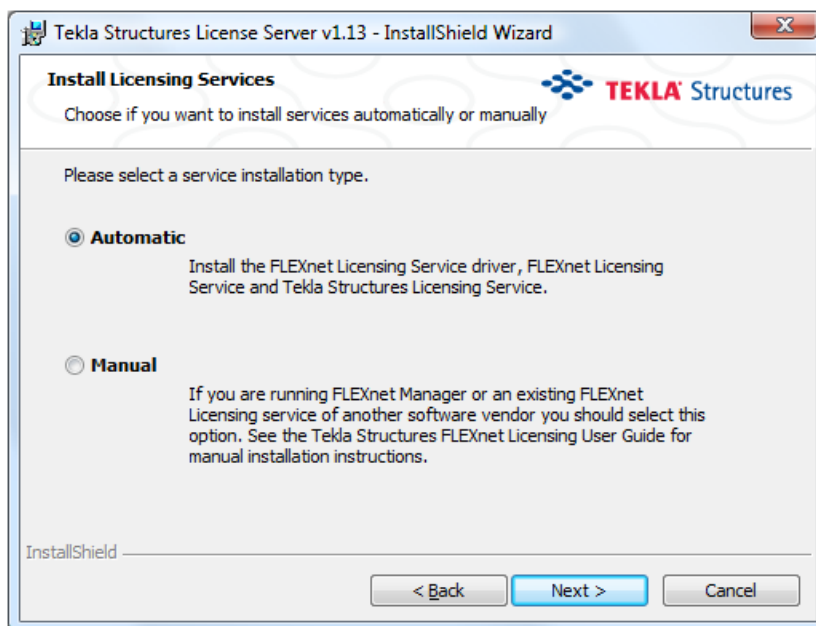 Tekla Structures License Server v1.13 - InstallShield Wizard
Install Licensing Services
TEKLA Structures
Choose if you want to install services automatically or manually
Please select a service installation type.
Automatic
Install the FLEXnet Licensing Service driver, FLEXnet Licensing
Service and Tekla Structures Licensing Service.
Manual
If you are running FLEXnet Manager or an existing FLEXnet
Licensing service of another software vendor you should select this
option. See the Tekla Structures FLEXnet Licensing User Guide for
manual installation instructions.
InstallShield
< Back
Next >
Cancel